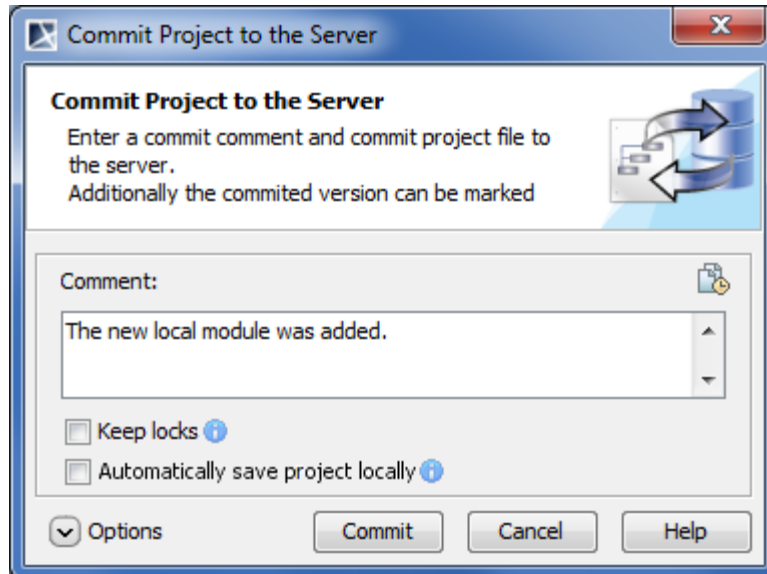 Commit Project to the Server
Commit Project to the Server
Enter a commit comment and commit project file to
the server.
Additionally the commited version can be marked
Comment:
The new local module was added.
Keep locks
Automatically save project locally
Options
Commit
Cancel
Help